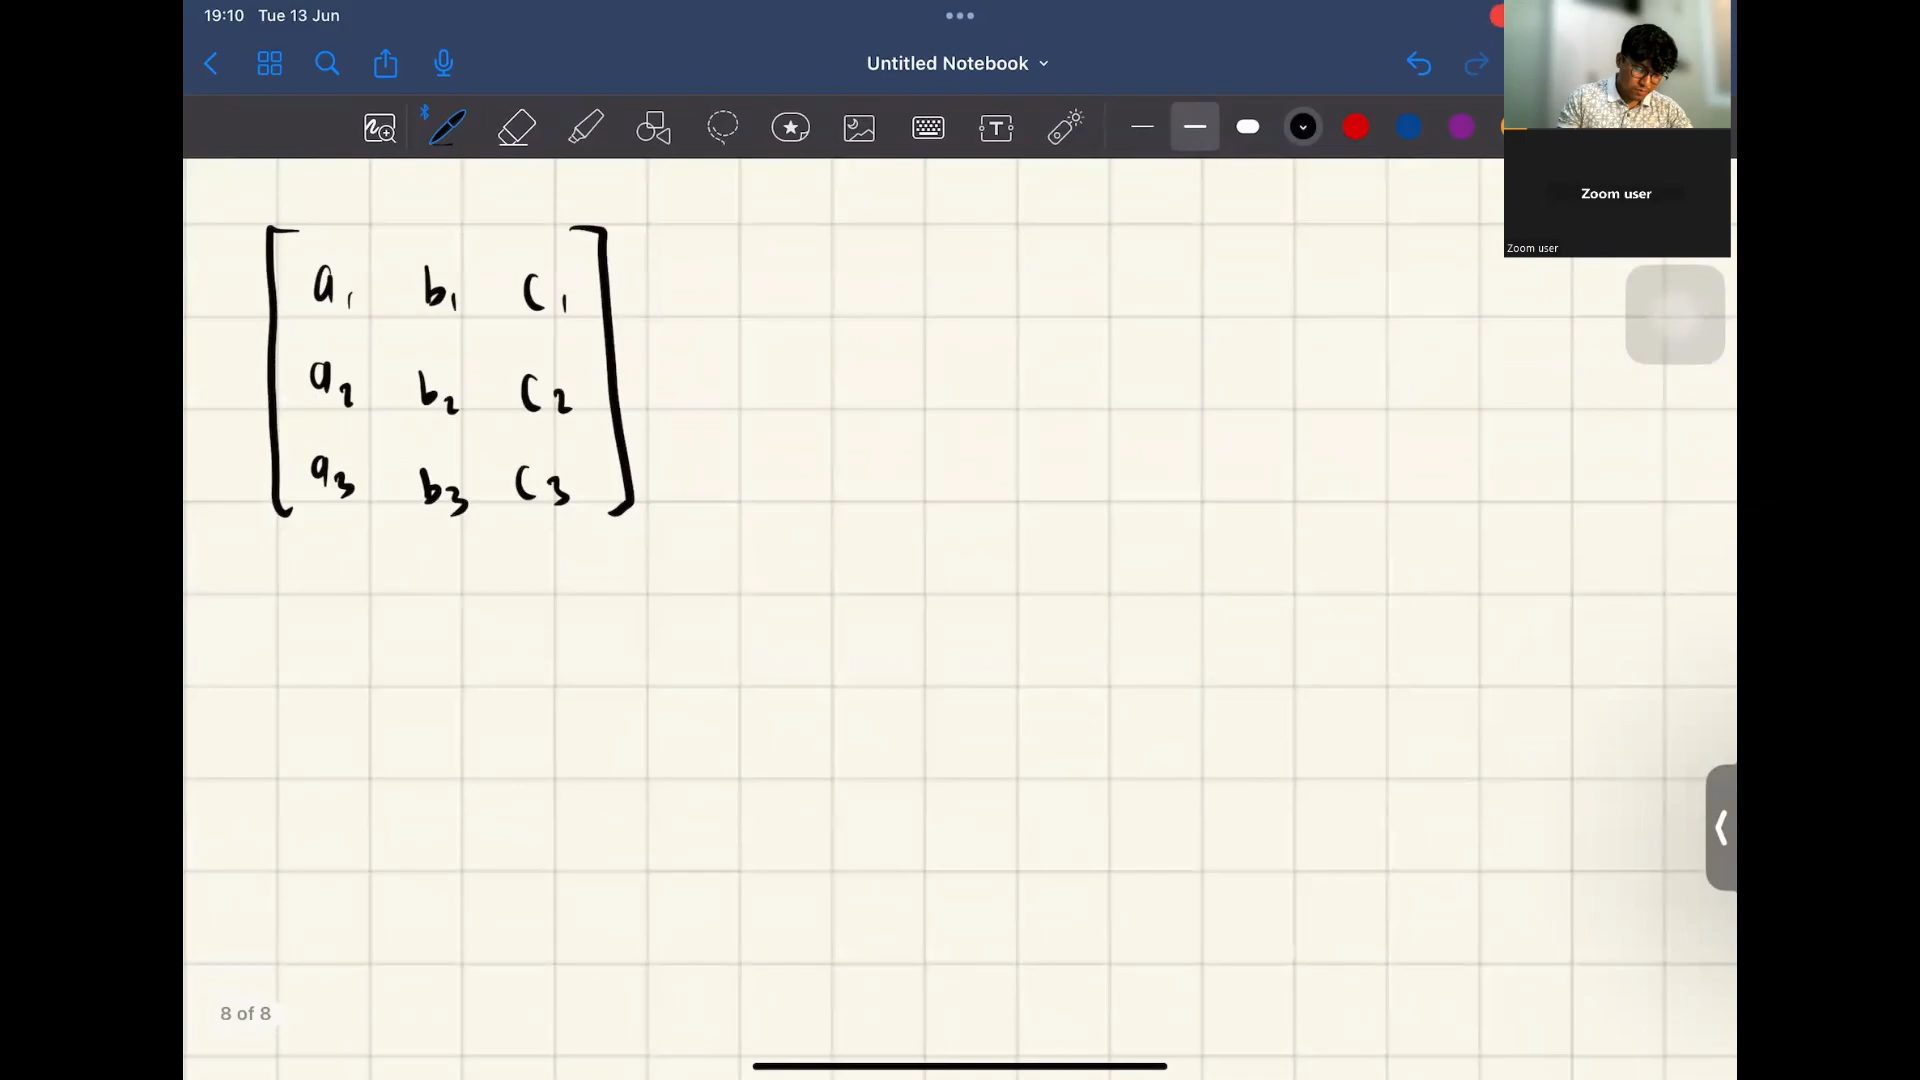 19:10 Tue 13 Jun
Untitled Notebook
T
Zoom user
Zoom user
a₁ b₁ c₁
a₂ b₂ c₂
a₃ b₃ c₃
8 of 8